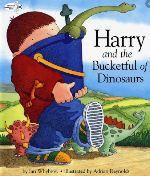 Harry
and the
Bucketful of
Dinosaurs
by Ian Whybrow illustrated by Adrian Reynolds